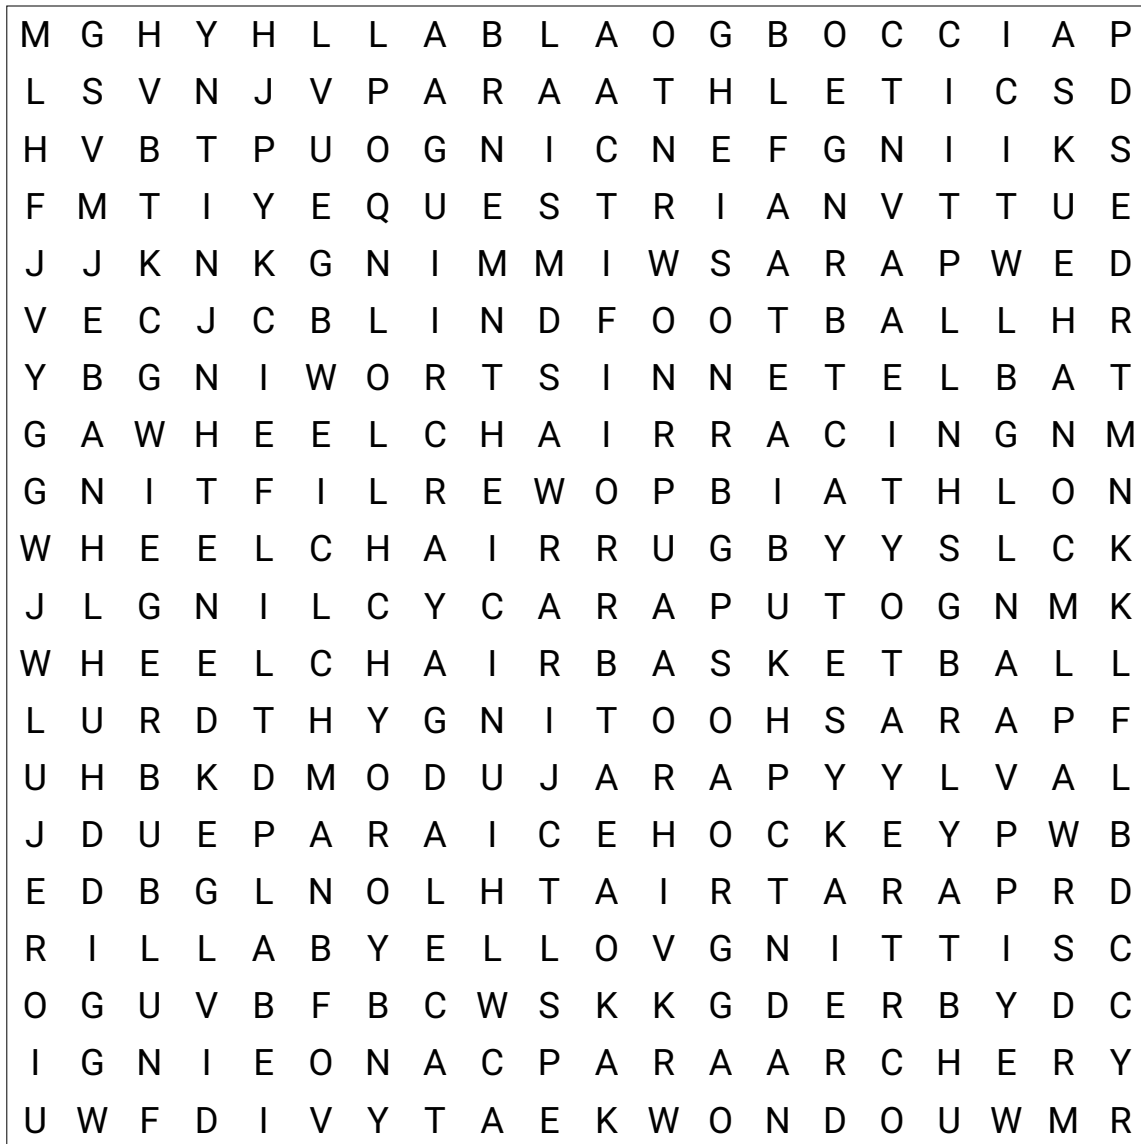 M G H Y H L L A B L A O G B O C C I A P
L S V N J V P A R A A T H L E T I C S D
H V B T P U O G N I C N E F G N I I K S
F M T I Y E Q U E S T R I A N V T T U E
J J K N K G N I M M I W S A R A P W E D
V E C J C B L I N D F O O T B A L L H R
Y B G N I W O R T S I N N E T E L B A T
G A W H E E L C H A I R R A C I N G N M
G N I T F I L R E W O P B I A T H L O N
W H E E L C H A I R R U G B Y Y S L C K
J L G N I L C Y C A R A P U T O G N M K
W H E E L C H A I R B A S K E T B A L L
L U R D T H Y G N I T O O H S A R A P F
U H B K D M O D U J A R A P Y Y L V A L
J D U E P A R A I C E H O C K E Y P W B
E D B G L N O L H T A I R T A R A P R D
R I L L A B Y E L L O V G N I T T I S C
O G U V B F B C W S K K G D E R B Y D C
I G N I E O N A C P A R A A R C H E R Y
U W F D I V Y T A E K W O N D O U W M R